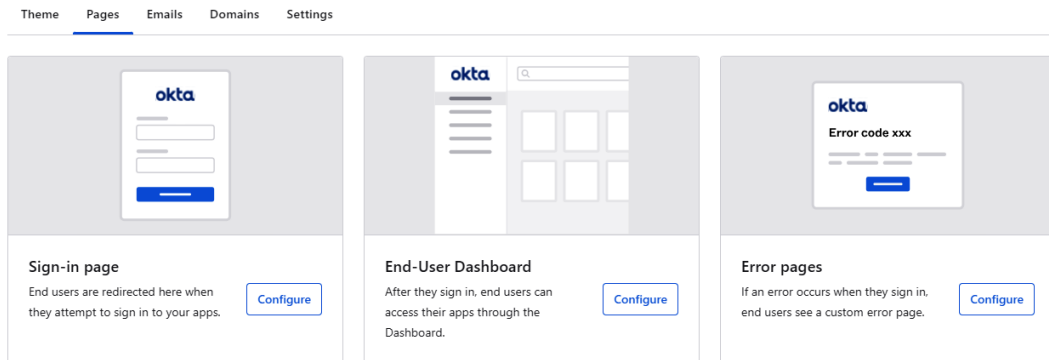 Theme Pages Emails Domains Settings
okta
okta
okta
Error code xxx
Sign-in page
End users are redirected here when
they attempt to sign in to your apps.
Configure
End-User Dashboard
After they sign in, end users can
access their apps through the
Dashboard.
Configure
Error pages
If an error occurs when they sign in,
end users see a custom error page.
Configure